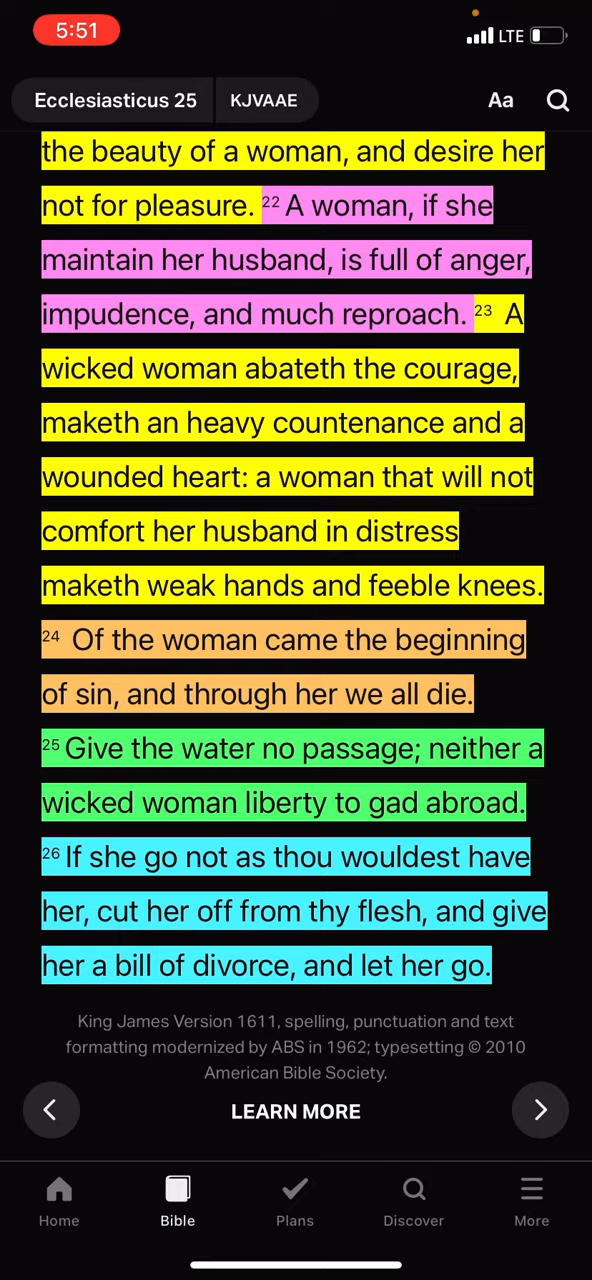 5:51
LTE
Ecclesiasticus 25 KJVAAE Aa
the beauty of a woman, and desire her
not for pleasure. 22 A woman, if she
maintain her husband, is full of anger,
impudence, and much reproach. 23 A
wicked woman abateth the courage,
maketh an heavy countenance and a
wounded heart: a woman that will not
comfort her husband in distress
maketh weak hands and feeble knees.
24 Of the woman came the beginning
of sin, and through her we all die.
25 Give the water no passage; neither a
wicked woman liberty to gad abroad.
26 If she go not as thou wouldest have
her, cut her off from thy flesh, and give
her a bill of divorce, and let her go.
King James Version 1611, spelling, punctuation and text
formatting modernized by ABS in 1962; typesetting © 2010
American Bible Society.
LEARN MORE
Home Bible Plans Discover More